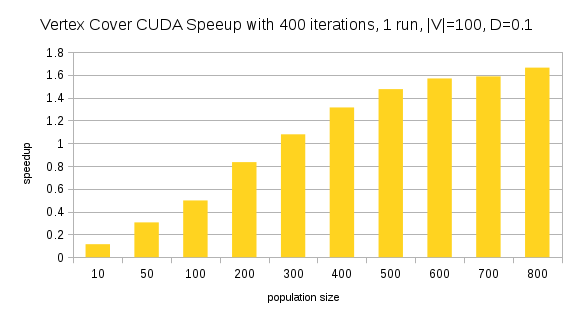 Vertex Cover CUDA Speeup with 400 iterations, 1 run, |V|=100, D=0.1
1.8
1.6
1.4
1.2
1
0.8
0.6
0.4
0.2
0
speedup
10 50 100 200 300 400 500 600 700 800
population size